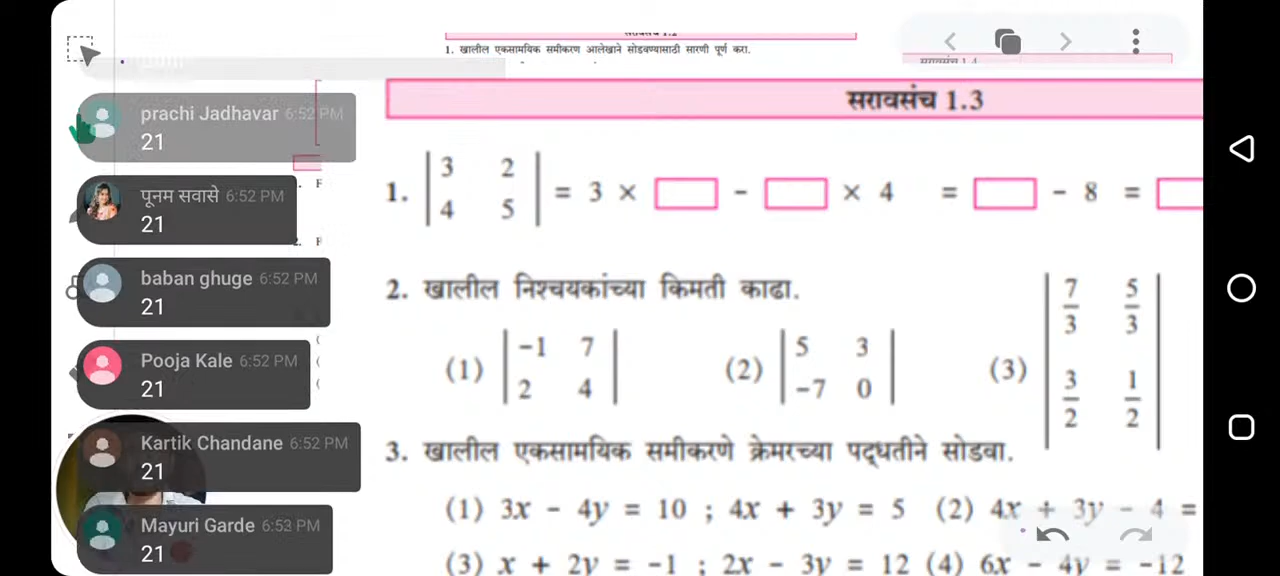 1. खालील एकसामयिक समीकरण आलेखाने सोडवण्यासाठी सारणी पूर्ण करा.
सरावसंच 1.3
prachi Jadhavar 6:52 PM
21
पूनम सवासे 6:52 PM
21
baban ghuge 6:52 PM
21
Pooja Kale 6:52 PM
21
Kartik Chandane 6:52 PM
21
Mayuri Garde 6:53 PM
21
1. | 3 2 | = 3 × □ - □ × 4 = □ - 8 =
| 4 5 |
2. खालील निश्चयकांच्या किमती काढा.
(1) | -1 7 | (2) | 5 3 | (3) | 7/3 5/3 |
| 2 4 | | -7 0 | | 3/2 1/2 |
3. खालील एकसामयिक समीकरणे क्रेमरच्या पद्धतीने सोडवा.
(1) 3x - 4y = 10 ; 4x + 3y = 5 (2) 4x + 3y - 4 =
(3) x + 2y = -1 ; 2x - 3y = 12 (4) 6x - 4y = -12